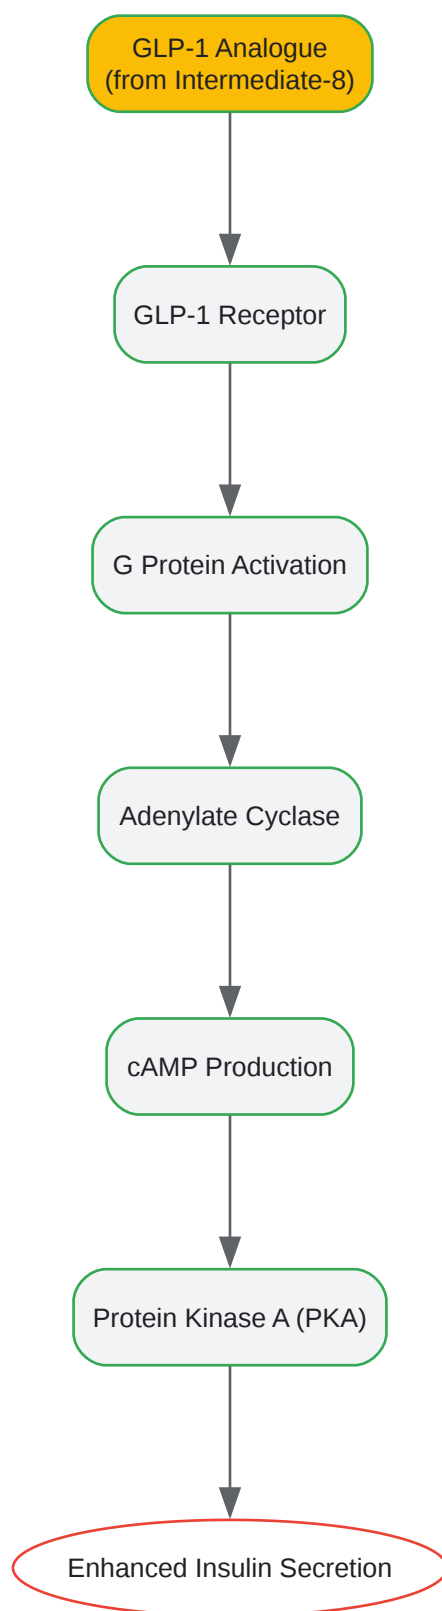 GLP-1 Analogue
(from Intermediate-8)
GLP-1 Receptor
G Protein Activation
Adenylate Cyclase
cAMP Production
Protein Kinase A (PKA)
Enhanced Insulin Secretion